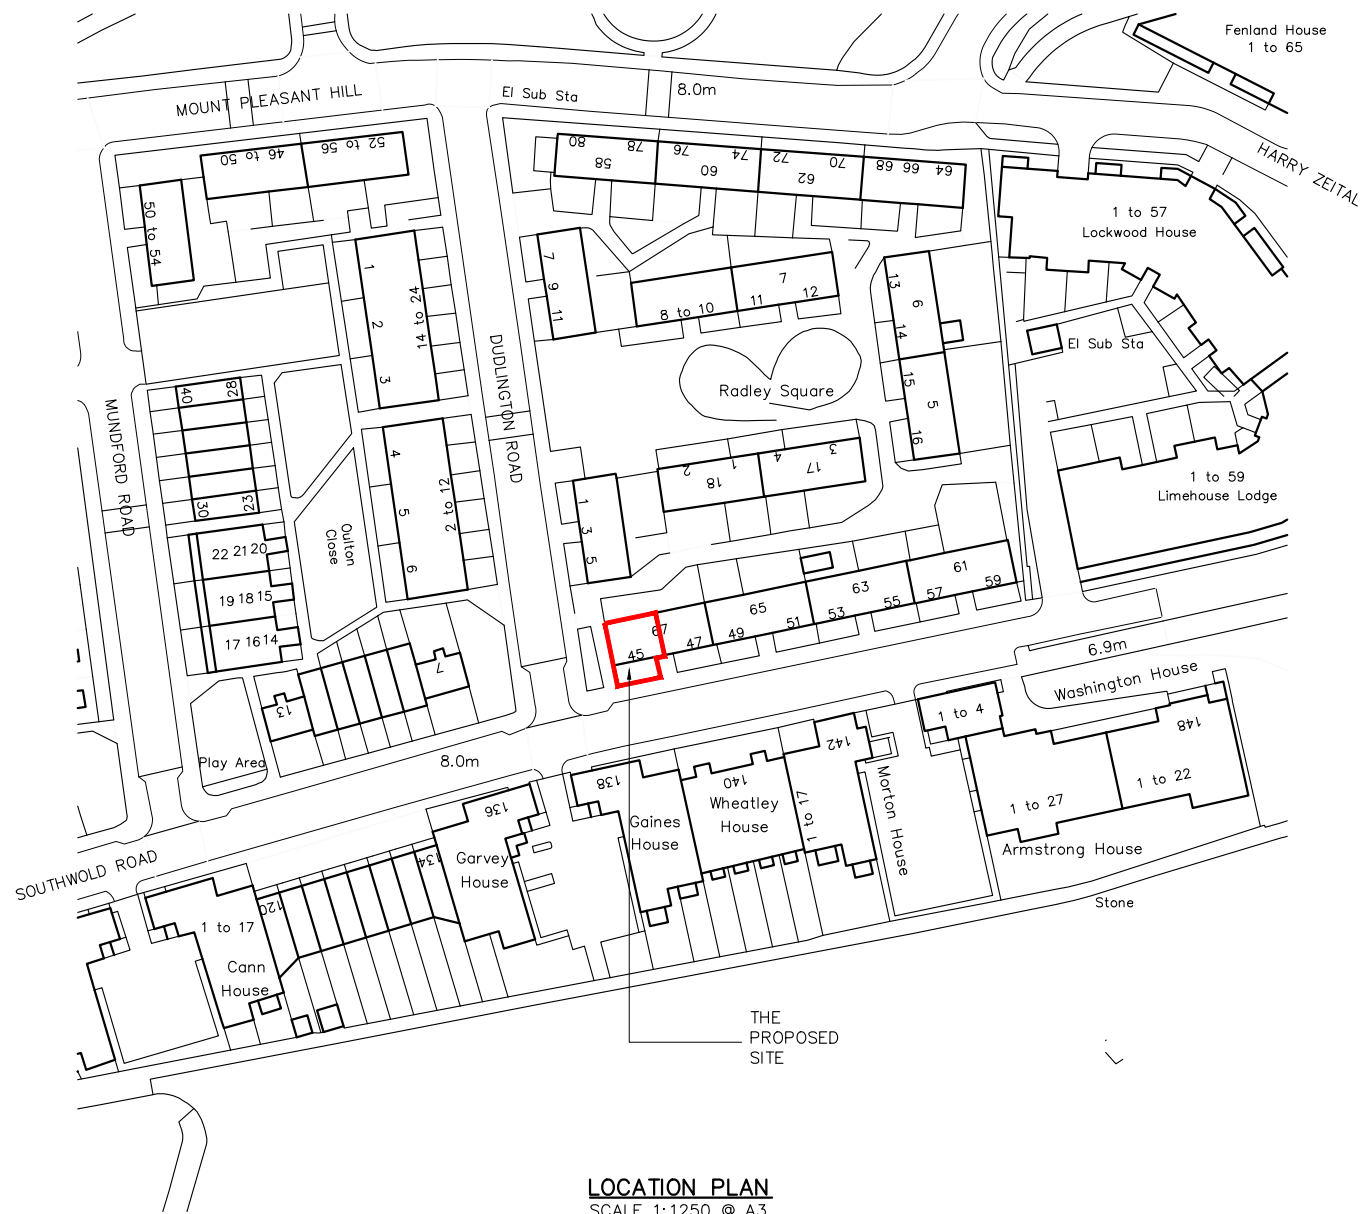 Fenland House
1 to 65
MOUNT PLEASANT HILL
El Sub Sta
8.0m
HARRY ZEITAL
46 to 50
52 to 56
50 to 54
80
78
58
76
74
60
72
70
62
68
66
64
1 to 57
Lockwood House
7
9
11
1
2
3
14 to 24
8 to 10
11
7
12
13
6
14
15
5
16
El Sub Sta
Radley Square
DUDLINGTON ROAD
MUNDFORD ROAD
40
28
30
23
4
5
6
2 to 12
2
1
18
4
3
17
1 to 59
Limehouse Lodge
1
3
5
22 21 20
19 18 15
17 16 14
Oulton
Close
61
59
63
57
65
55
53
51
67
49
47
45
6.9m
Washington House
7
13
Play Area
8.0m
1 to 4
148
1 to 22
1 to 27
Armstrong House
142
1 to 17
Morton House
140
Wheatley
House
138
Gaines
House
136
134
Garvey
House
SOUTHWOLD ROAD
120
1 to 17
Cann
House
Stone
THE
PROPOSED
SITE
LOCATION PLAN
SCALE 1:1250 @ A3